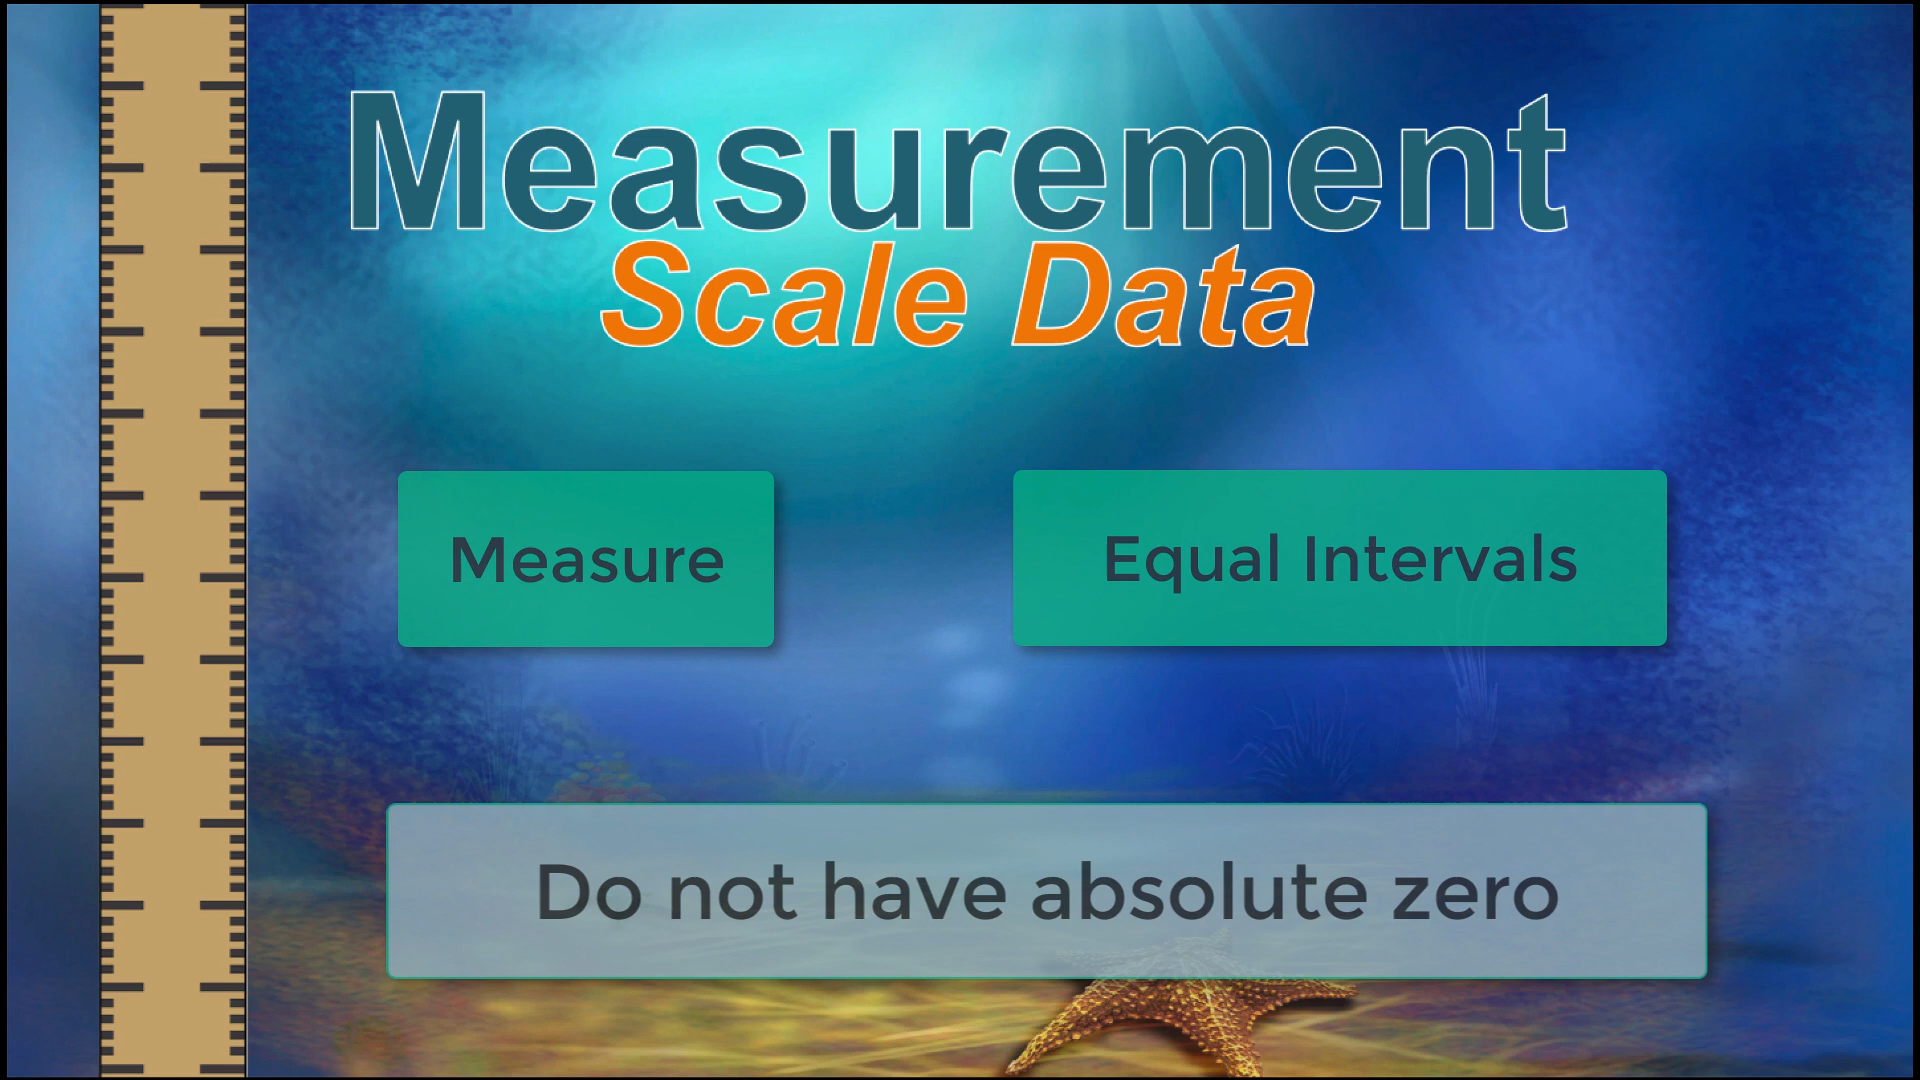 Measurement
Scale Data
Measure
Equal Intervals
Do not have absolute zero